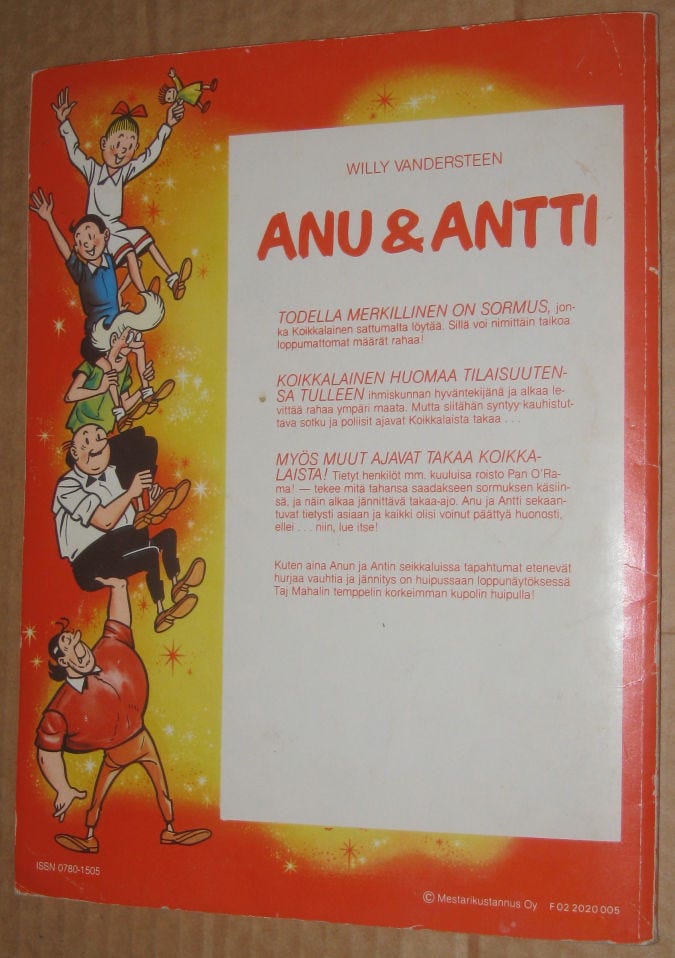 WILLY VANDERSTEEN
ANU & ANTTI
TODELLA MERKILLINEN ON SORMUS, jon-
ka Koikkalainen sattumalta löytää. Sillä voi nimittäin taikoa
loppumattomat määrät rahaa!
KOIKKALAINEN HUOMAA TILAISUUTEN-
SA TULLEEN ihmiskunnan hyväntekijänä ja alkaa le-
vittää rahaa ympäri maata. Mutta siitähän syntyy kauhistut-
tava sotku ja poliisit ajavat Koikkalaista takaa . . .
MYÖS MUUT AJAVAT TAKAA KOIKKA-
LAISTA! Tietyt henkilöt mm. kuuluisa roisto Pan O'Ra-
ma! — tekee mitä tahansa saadakseen sormuksen käsiin-
sä, ja näin alkaa jännittävä takaa-ajo. Anu ja Antti sekaan-
tuvat tietysti asiaan ja kaikki olisi voinut päättyä huonosti,
ellei . . . niin, lue itse!
Kuten aina Anun ja Antin seikkaluissa tapahtumat etenevät
hurjaa vauhtia ja jännitys on huipussaan loppunäytöksessä
Taj Mahalin temppelin korkeimman kupolin huipulla!
ISSN 0780-1505
© Mestarikustannus Oy F 02 2020 005